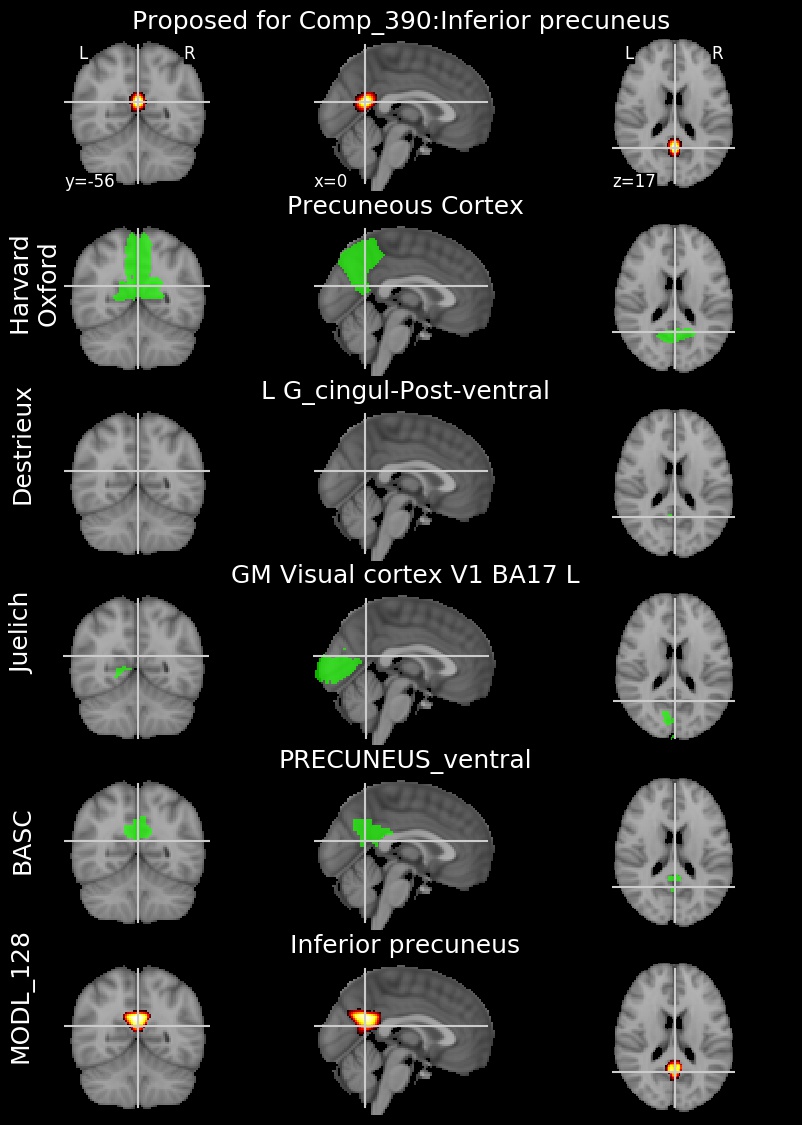 Proposed for Comp_390:Inferior precuneus
L R
L R
y=-56
x=0
z=17
Precuneous Cortex
Harvard
Oxford
L G_cingul-Post-ventral
Destrieux
GM Visual cortex V1 BA17 L
Juelich
PRECUNEUS_ventral
BASC
Inferior precuneus
MODL_128